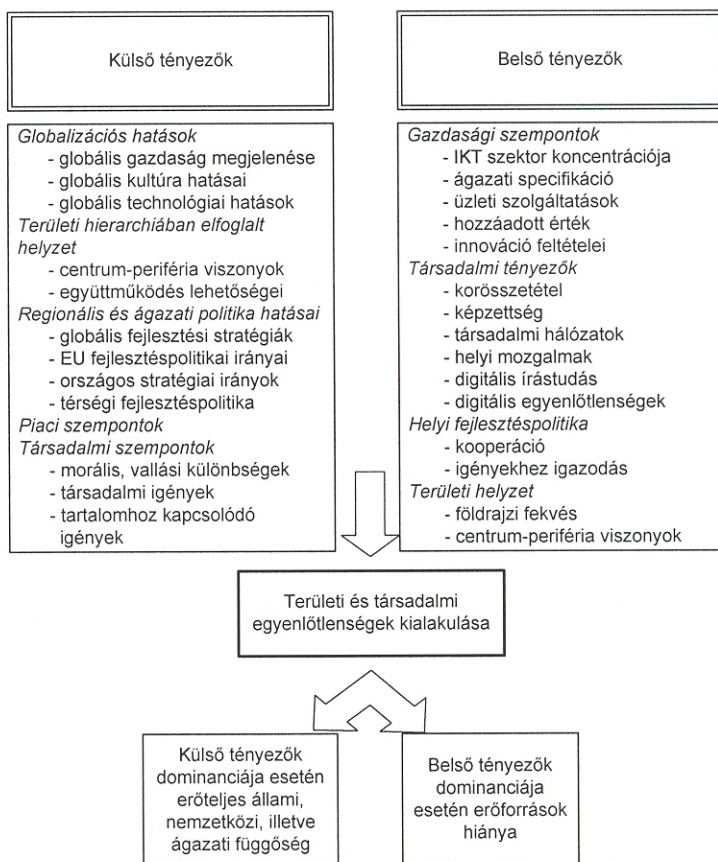 Külső tényezők
Globalizációs hatások
- globális gazdaság megjelenése
- globális kultúra hatásai
- globális technológiai hatások
Területi hierarchiában elfoglalt
helyzet
- centrum-periféria viszonyok
- együttműködés lehetőségei
Regionális és ágazati politika hatásai
- globális fejlesztési stratégiák
- EU fejlesztéspolitikai irányai
- országos stratégiai irányok
- térségi fejlesztéspolitika
Piaci szempontok
Társadalmi szempontok
- morális, vallási különbségek
- társadalmi igények
- tartalomhoz kapcsolódó
igények
Belső tényezők
Gazdasági szempontok
- IKT szektor koncentrációja
- ágazati specifikáció
- üzleti szolgáltatások
- hozzáadott érték
- innováció feltételei
Társadalmi tényezők
- korösszetétel
- képzettség
- társadalmi hálózatok
- helyi mozgalmak
- digitális írástudás
- digitális egyenlőtlenségek
Helyi fejlesztéspolitika
- kooperáció
- igényekhez igazodás
Területi helyzet
- földrajzi fekvés
- centrum-periféria viszonyok
Területi és társadalmi
egyenlőtlenségek kialakulása
Külső tényezők
dominanciája esetén
erőteljes állami,
nemzetközi, illetve
ágazati függőség
Belső tényezők
dominanciája
esetén erőforrások
hiánya